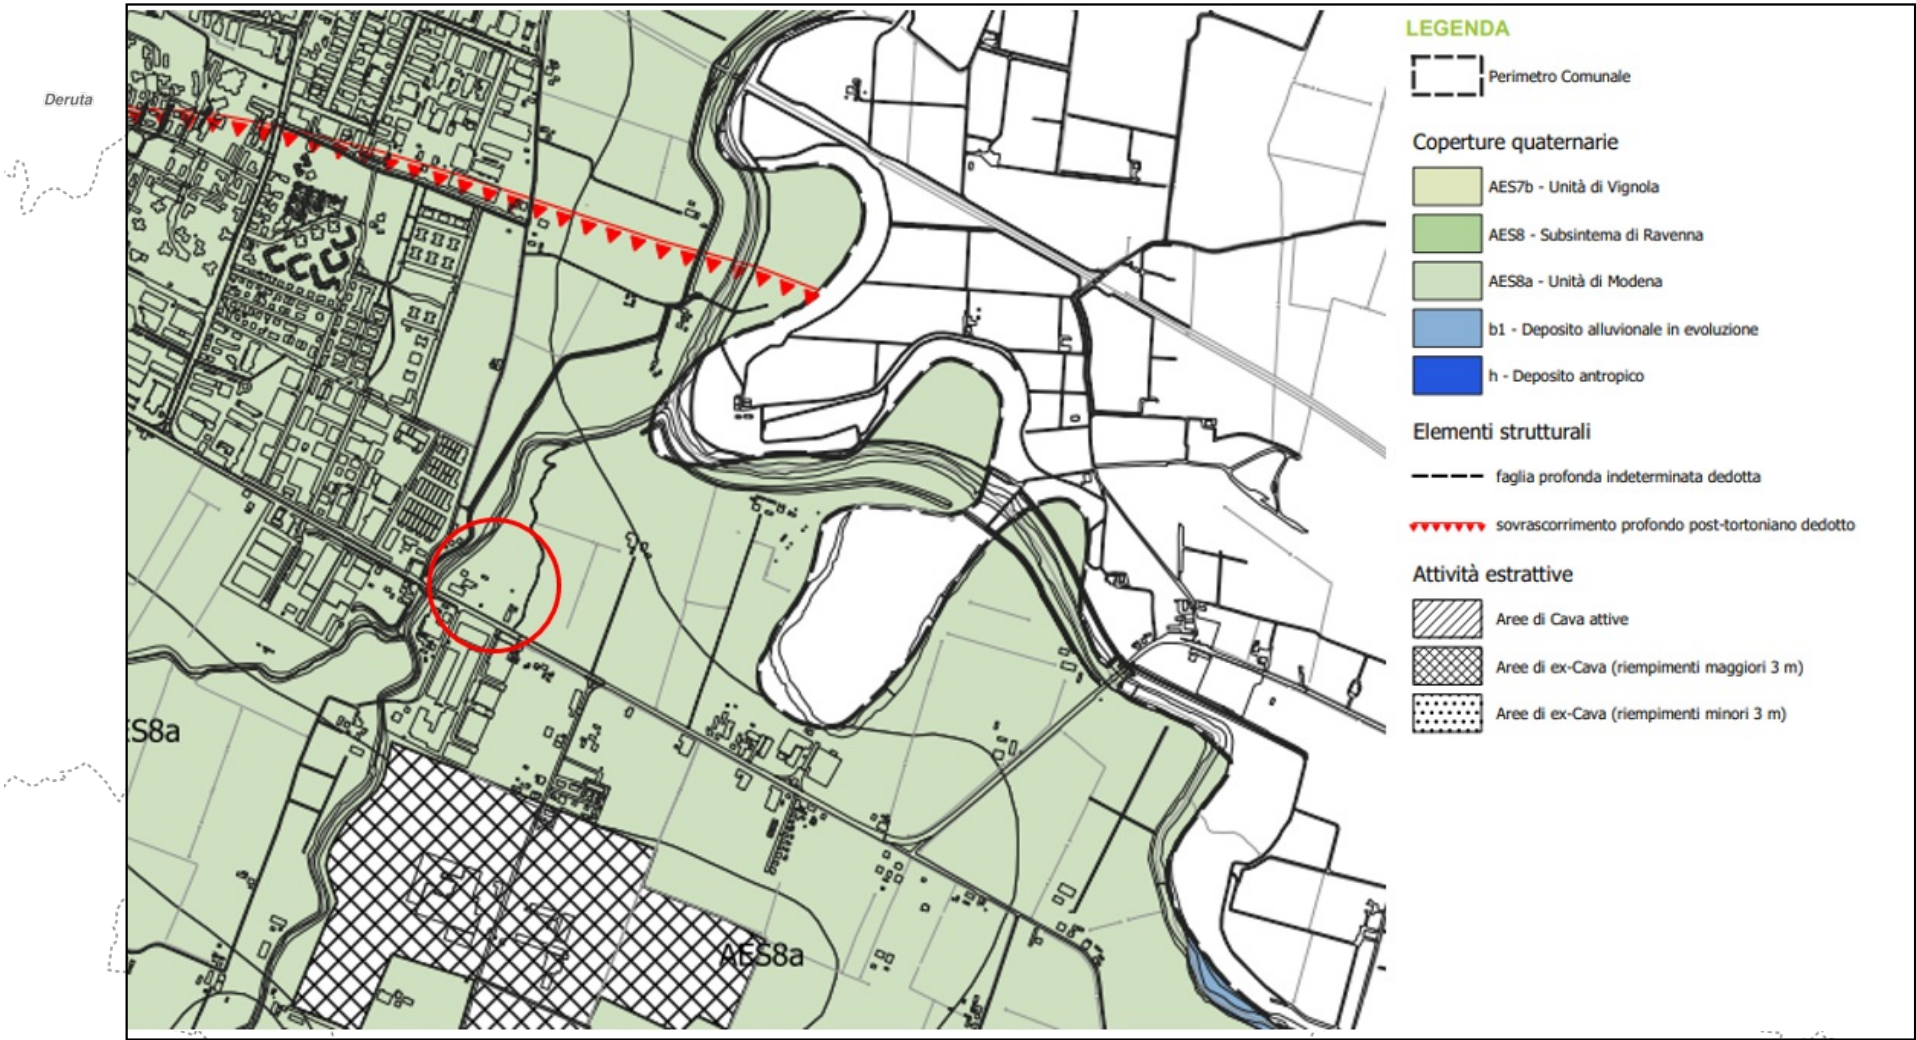 Deruta
LEGENDA
Perimetro Comunale
Coperture quaternarie
AES7b - Unità di Vignola
AES8 - Subsintema di Ravenna
AES8a - Unità di Modena
b1 - Deposito alluvionale in evoluzione
h - Deposito antropico
Elementi strutturali
faglia profonda indeterminata dedotta
sovrascorrimento profondo post-tortoniano dedotto
Attività estrattive
Aree di Cava attive
Aree di ex-Cava (riempimenti maggiori 3 m)
Aree di ex-Cava (riempimenti minori 3 m)
ES8a
AES8a